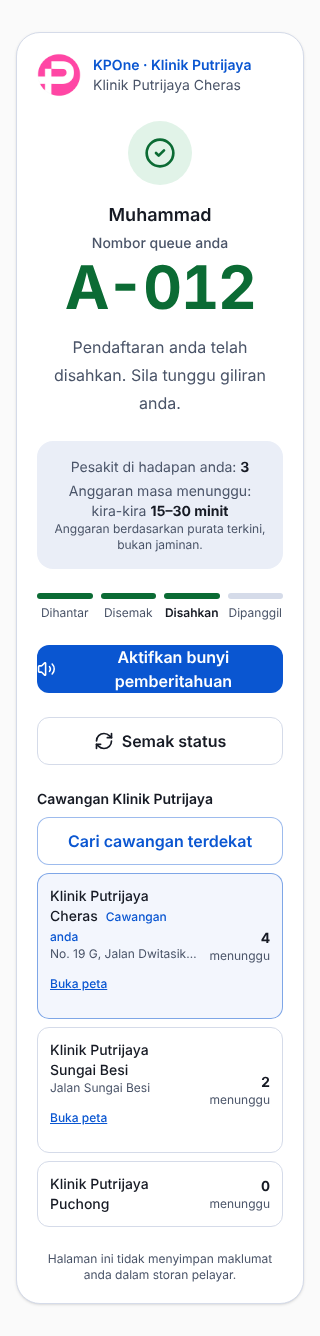 KPOne · Klinik Putrijaya
Klinik Putrijaya Cheras
Muhammad
Nombor queue anda
A-012
Pendaftaran anda telah
disahkan. Sila tunggu giliran
anda.
Pesakit di hadapan anda: 3
Anggaran masa menunggu:
kira-kira 15–30 minit
Anggaran berdasarkan purata terkini,
bukan jaminan.
Dihantar Disemak Disahkan Dipanggil
Aktifkan bunyi
pemberitahuan
Semak status
Cawangan Klinik Putrijaya
Cari cawangan terdekat
Klinik Putrijaya
Cheras Cawangan
anda
No. 19 G, Jalan Dwitasik...
Buka peta
4
menunggu
Klinik Putrijaya
Sungai Besi
Jalan Sungai Besi
Buka peta
2
menunggu
Klinik Putrijaya
Puchong
0
menunggu
Halaman ini tidak menyimpan maklumat
anda dalam storan pelayar.